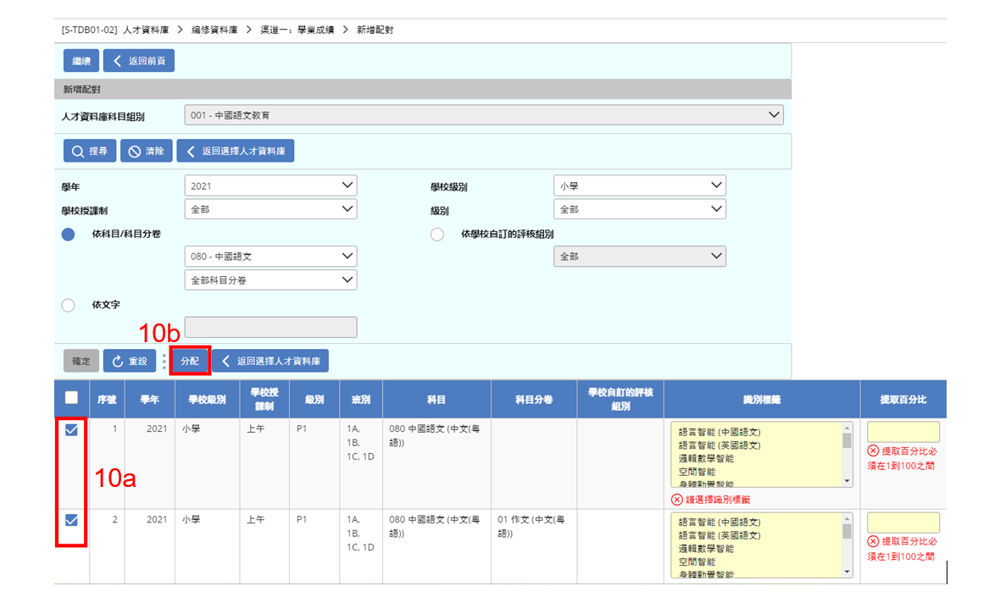 [S-TDB01-02] 人才資料庫 > 編修資料庫 > 渠道一：學業成績 > 新增配對
繼續 返回前頁
新增配對
人才資料庫科目組別 001 - 中國語文教育
搜尋 清除 返回選擇人才資料庫
學年 2021 學校級別 小學
學校授課制 全部 級別 全部
依科目/科目分卷 依學校自訂的評核組別
080 - 中國語文 全部
全部科目分卷
依文字
10b
確定 重設 分配 返回選擇人才資料庫
序號 學年 學校級別 學校授課制 級別 班別 科目 科目分卷 學校自訂的評核組別 識別標籤 提取百分比
1 2021 小學 上午 P1 1A, 1B, 1C, 1D 080 中國語文 (中文(粵語))
語言智能 (中國語文)
語言智能 (英國語文)
邏輯數學智能
空間智能
身體動覺智能
請選擇識別標籤
提取百分比必須在1到100之間
10a
2 2021 小學 上午 P1 1A, 1B, 1C, 1D 080 中國語文 (中文(粵語)) 01 作文 (中文(粵語))
語言智能 (中國語文)
語言智能 (英國語文)
邏輯數學智能
空間智能
身體動覺智能
提取百分比必須在1到100之間